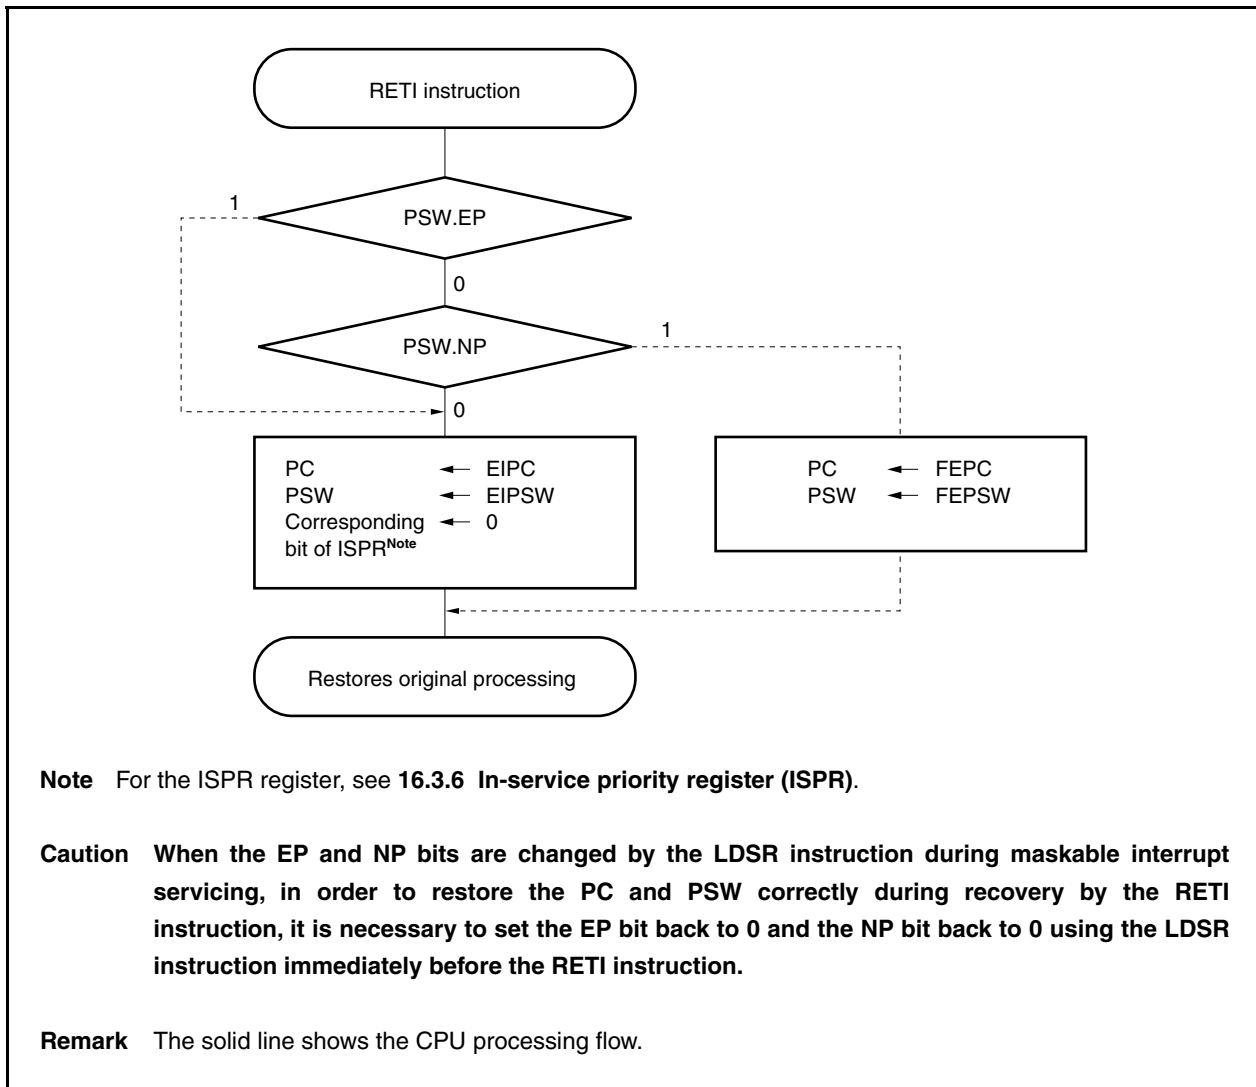 RETI instruction
1
PSW.EP
0
1
PSW.NP
0
PC ← EIPC
PSW ← EIPSW
Corresponding ← 0
bit of ISPRNote
PC ← FEPC
PSW ← FEPSW
Restores original processing
Note For the ISPR register, see 16.3.6 In-service priority register (ISPR).
Caution When the EP and NP bits are changed by the LDSR instruction during maskable interrupt
servicing, in order to restore the PC and PSW correctly during recovery by the RETI
instruction, it is necessary to set the EP bit back to 0 and the NP bit back to 0 using the LDSR
instruction immediately before the RETI instruction.
Remark The solid line shows the CPU processing flow.